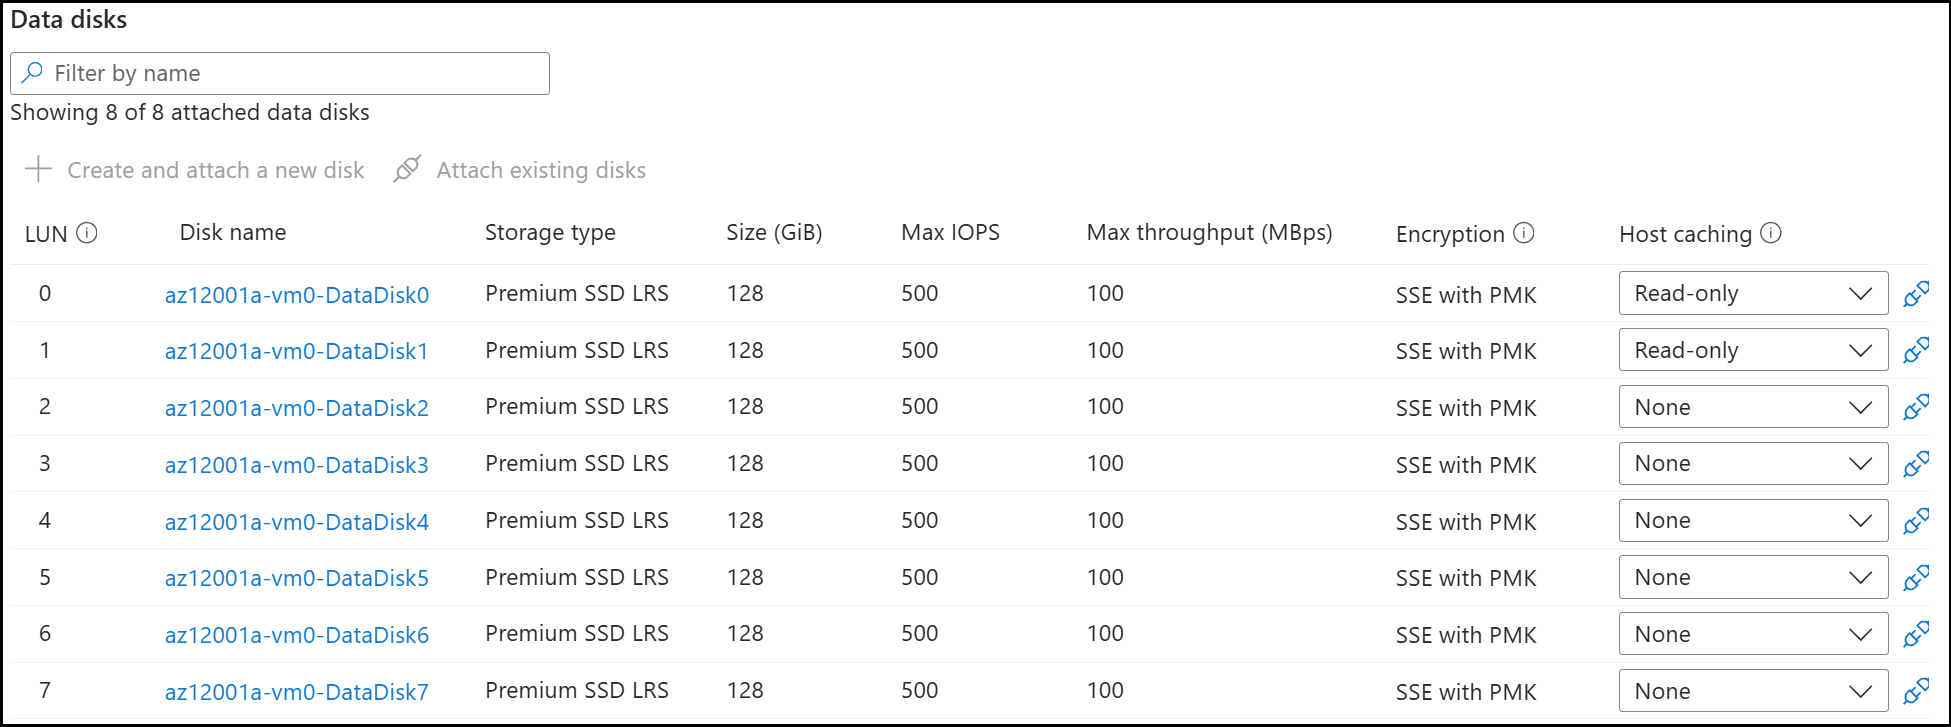 Data disks
Filter by name
Showing 8 of 8 attached data disks
Create and attach a new disk Attach existing disks
LUN Disk name Storage type Size (GiB) Max IOPS Max throughput (MBps) Encryption Host caching
0 az12001a-vm0-DataDisk0 Premium SSD LRS 128 500 100 SSE with PMK Read-only
1 az12001a-vm0-DataDisk1 Premium SSD LRS 128 500 100 SSE with PMK Read-only
2 az12001a-vm0-DataDisk2 Premium SSD LRS 128 500 100 SSE with PMK None
3 az12001a-vm0-DataDisk3 Premium SSD LRS 128 500 100 SSE with PMK None
4 az12001a-vm0-DataDisk4 Premium SSD LRS 128 500 100 SSE with PMK None
5 az12001a-vm0-DataDisk5 Premium SSD LRS 128 500 100 SSE with PMK None
6 az12001a-vm0-DataDisk6 Premium SSD LRS 128 500 100 SSE with PMK None
7 az12001a-vm0-DataDisk7 Premium SSD LRS 128 500 100 SSE with PMK None